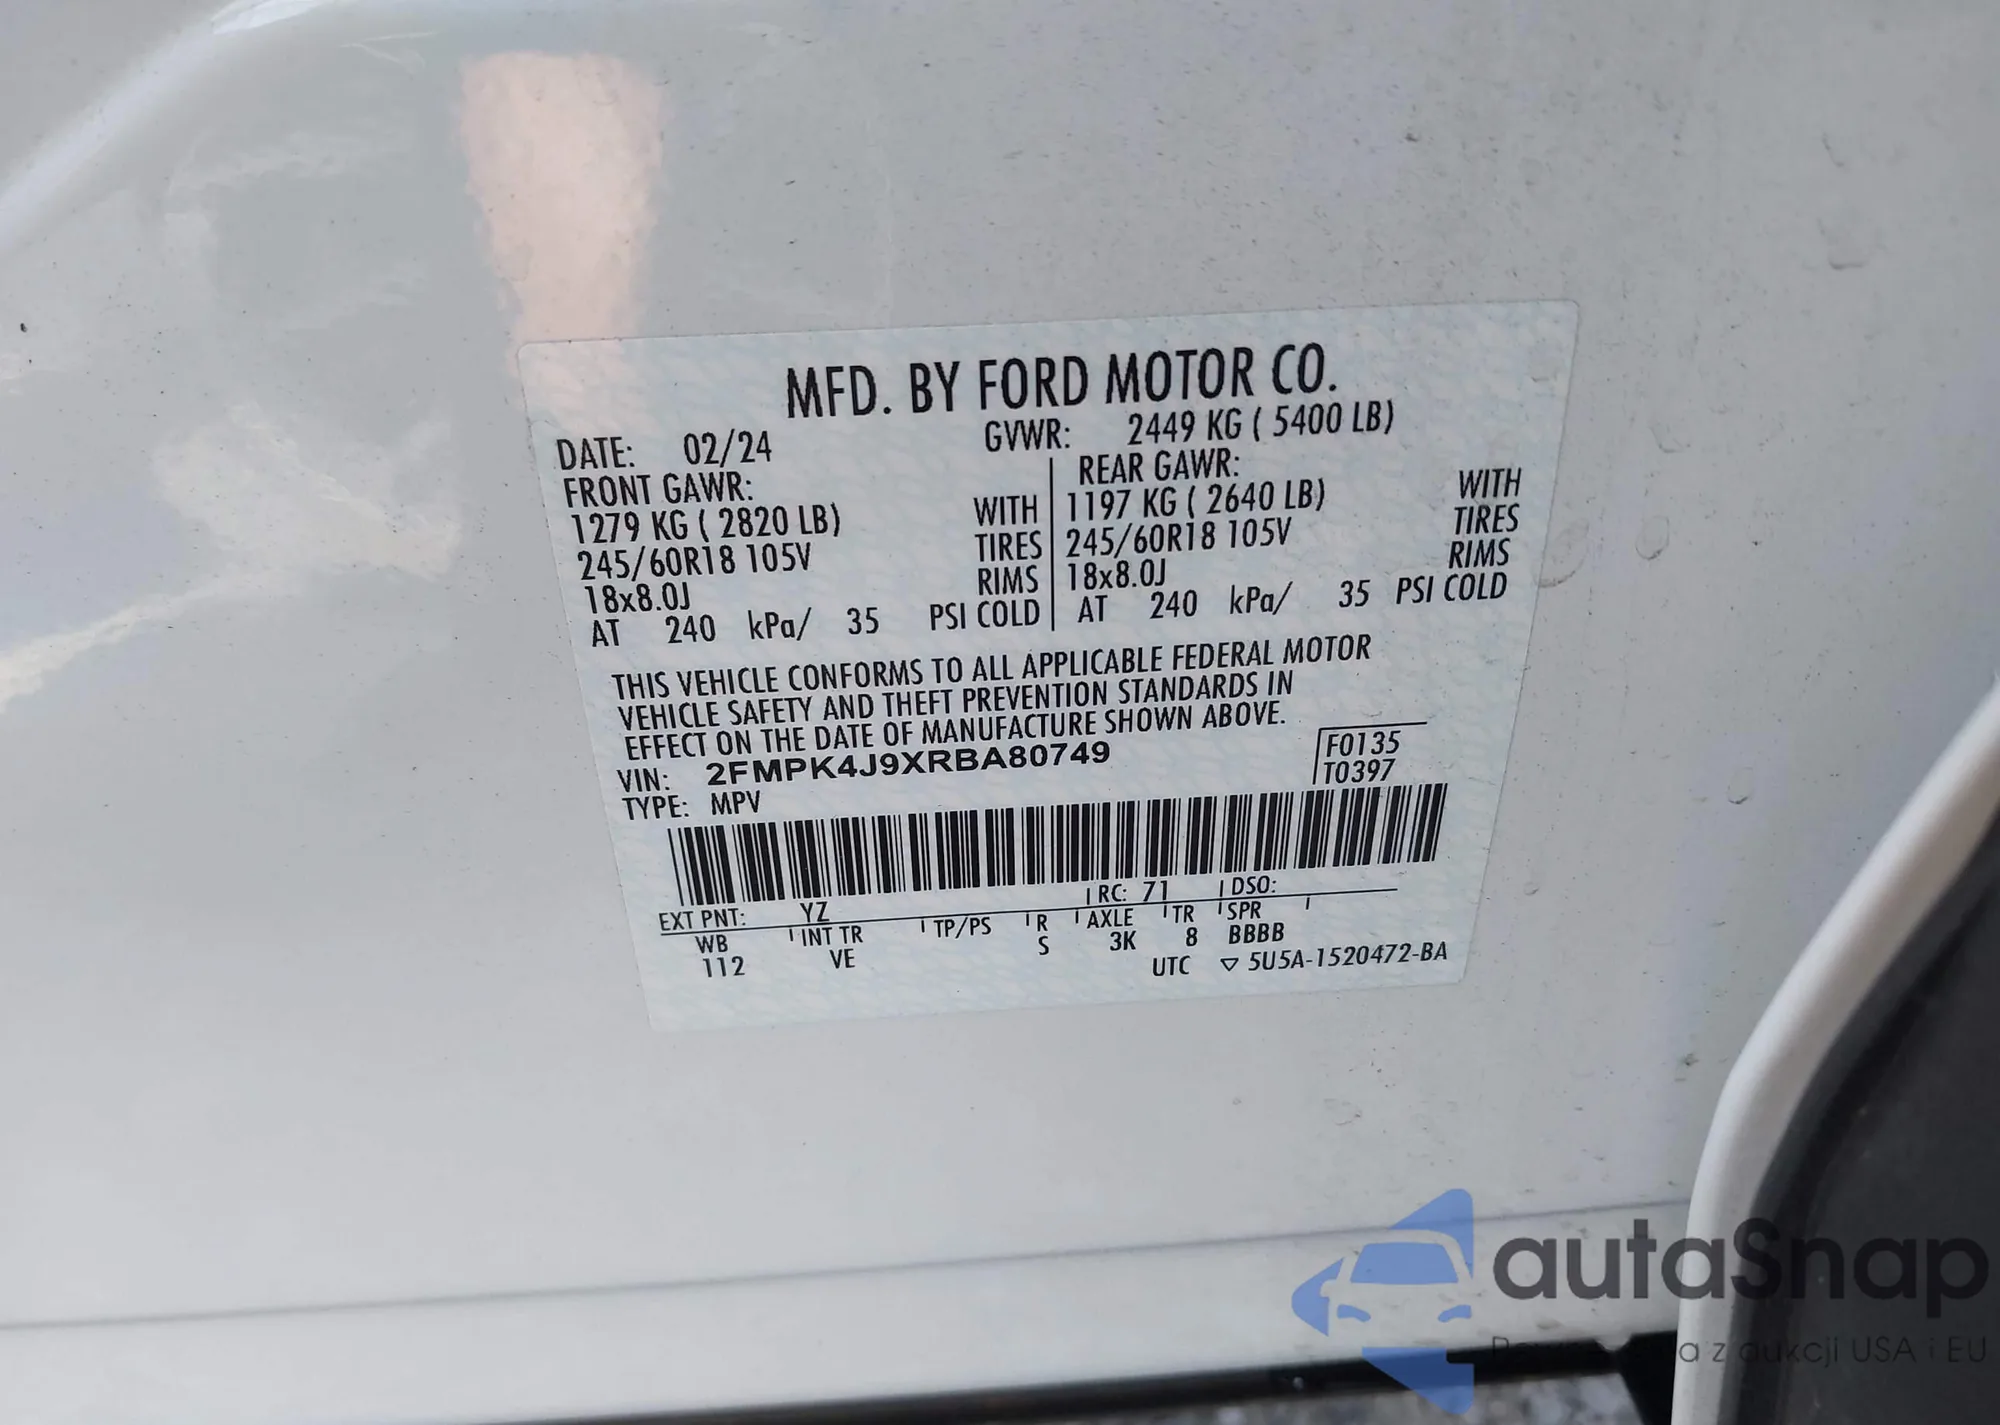 MFD. BY FORD MOTOR CO.
DATE: 02/24 GVWR: 2449 KG ( 5400 LB)
FRONT GAWR: REAR GAWR:
1279 KG ( 2820 LB) WITH 1197 KG ( 2640 LB) WITH
245/60R18 105V TIRES 245/60R18 105V TIRES
18x8.0J RIMS 18x8.0J RIMS
AT 240 kPa/ 35 PSI COLD AT 240 kPa/ 35 PSI COLD
THIS VEHICLE CONFORMS TO ALL APPLICABLE FEDERAL MOTOR
VEHICLE SAFETY AND THEFT PREVENTION STANDARDS IN
EFFECT ON THE DATE OF MANUFACTURE SHOWN ABOVE.
VIN: 2FMPK4J9XRBA80749 F0135
TYPE: MPV T0397
EXT PNT: YZ RC: 71 DSO:
WB INT TR TP/PS R AXLE TR SPR
112 VE S 3K 8 BBBB
UTC ▽ 5U5A-1520472-BA
autaSnap
a z aukcji USA i EU